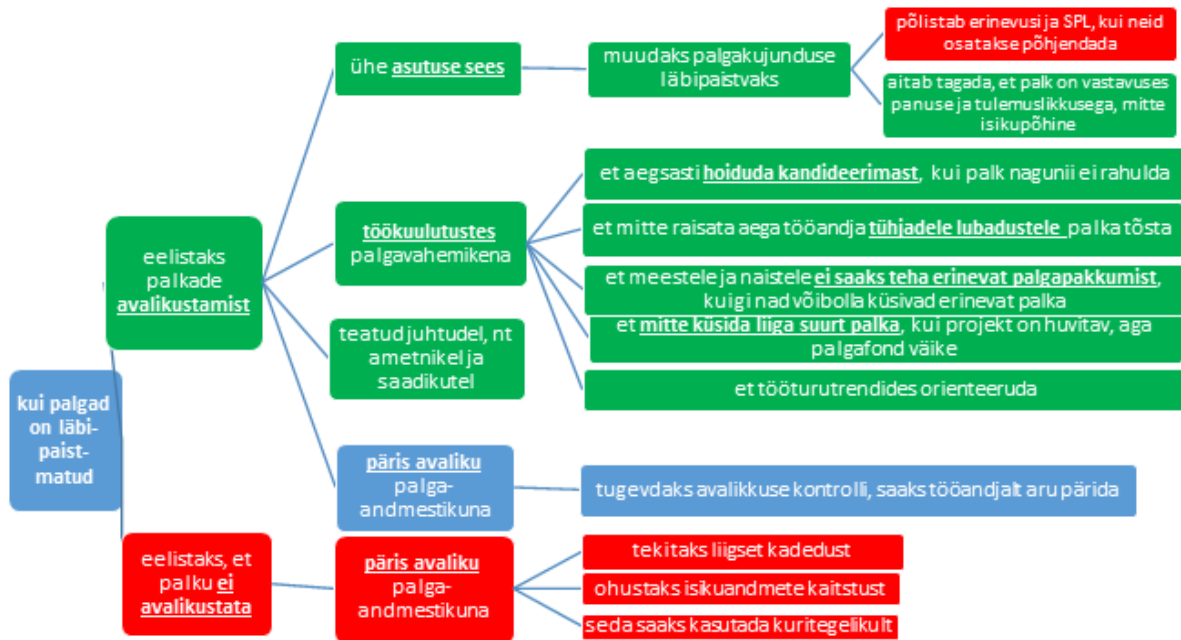 kui palgad
on läbi-
paist-
matud
eelistaks
palkade
avalikustamist
ühe asutuse sees
muudaks palgakujunduse
läbipaistvaks
põlistab erinevusi ja SPL, kui neid
osatakse põhjendada
aitab tagada, et palk on vastavuses
panuse ja tulemuslikkusega, mitte
isikupõhine
töökuulutustes
palgavahemikena
et aegsasti hoiduda kandideerimast, kui palk nagunii ei rahulda
et mitte raisata aega tööandja tühjadele lubadustele palka tõsta
et meestele ja naistele ei saaks teha erinevat palgapakkumist,
kuigi nad võibolla küsivad erinevat palka
et mitte küsida liiga suurt palka, kui projekt on huvitav, aga
palgafond väike
et tööturutrendides orienteeruda
teatud juhtudel, nt
ametnikel ja
saadikutel
päris avaliku
palga-
andmestikuna
tugevdaks avalikkuse kontrolli, saaks tööandjalt aru pärida
eelistaks, et
palku ei
avalikustata
päris avaliku
palga-
andmestikuna
tekitaks liigset kadedust
ohustaks isikuandmete kaitstust
seda saaks kasutada kuritegelikult